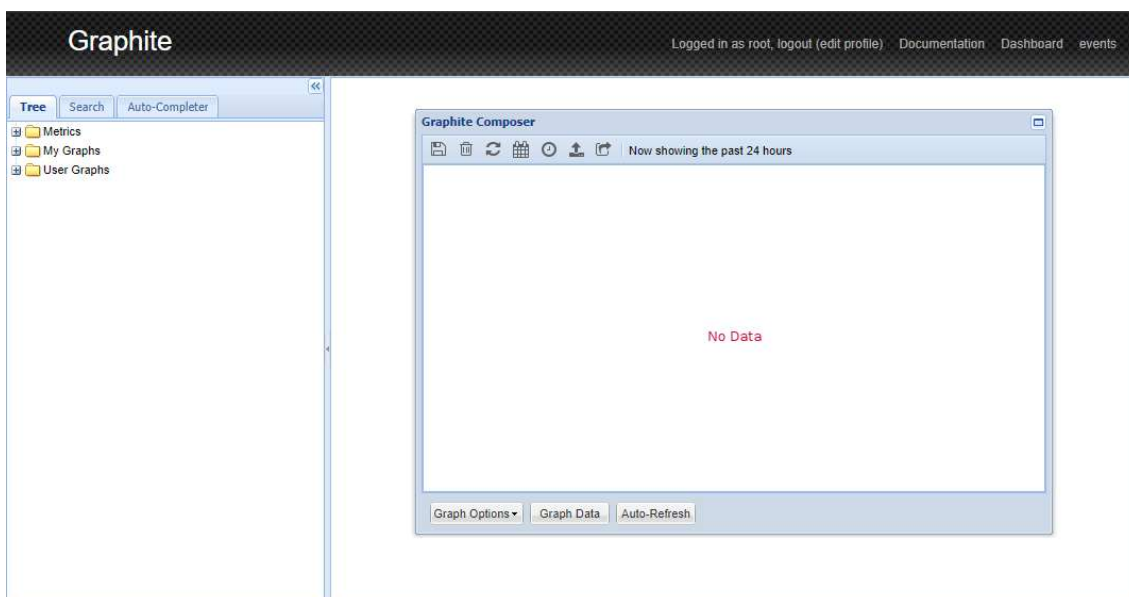 Graphite
Logged in as root, logout (edit profile) Documentation Dashboard events
Tree Search Auto-Completer
Metrics
My Graphs
User Graphs
Graphite Composer
Now showing the past 24 hours
No Data
Graph Options Graph Data Auto-Refresh